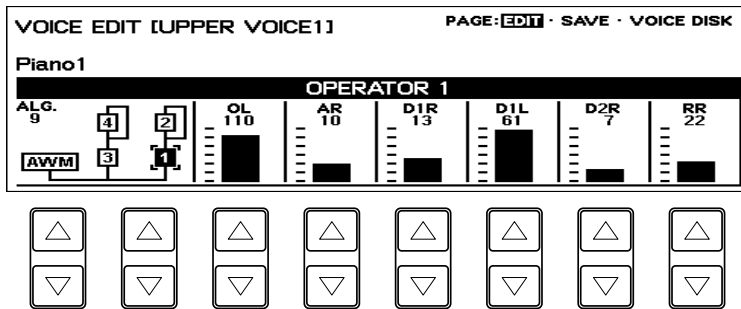 VOICE EDIT [UPPER VOICE1]
PAGE: EDIT · SAVE · VOICE DISK
Piano1
OPERATOR 1
ALG. OL AR D1R D1L D2R RR
9 110 10 13 61 7 22
4 2
AWM 3 1